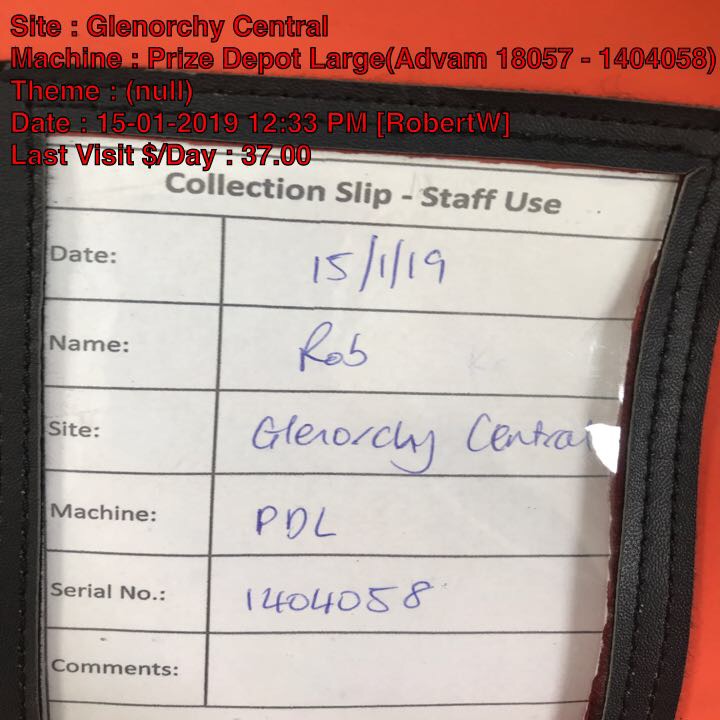 Site : Glenorchy Central
Machine : Prize Depot Large(Advam 18057 - 1404058)
Theme : (null)
Date : 15-01-2019 12:33 PM [RobertW]
Last Visit $/Day : 37.00
Collection Slip - Staff Use
Date: 15/1/19
Name: Rob
Site: Glenorchy Central
Machine: PDL
Serial No.: 1404058
Comments: